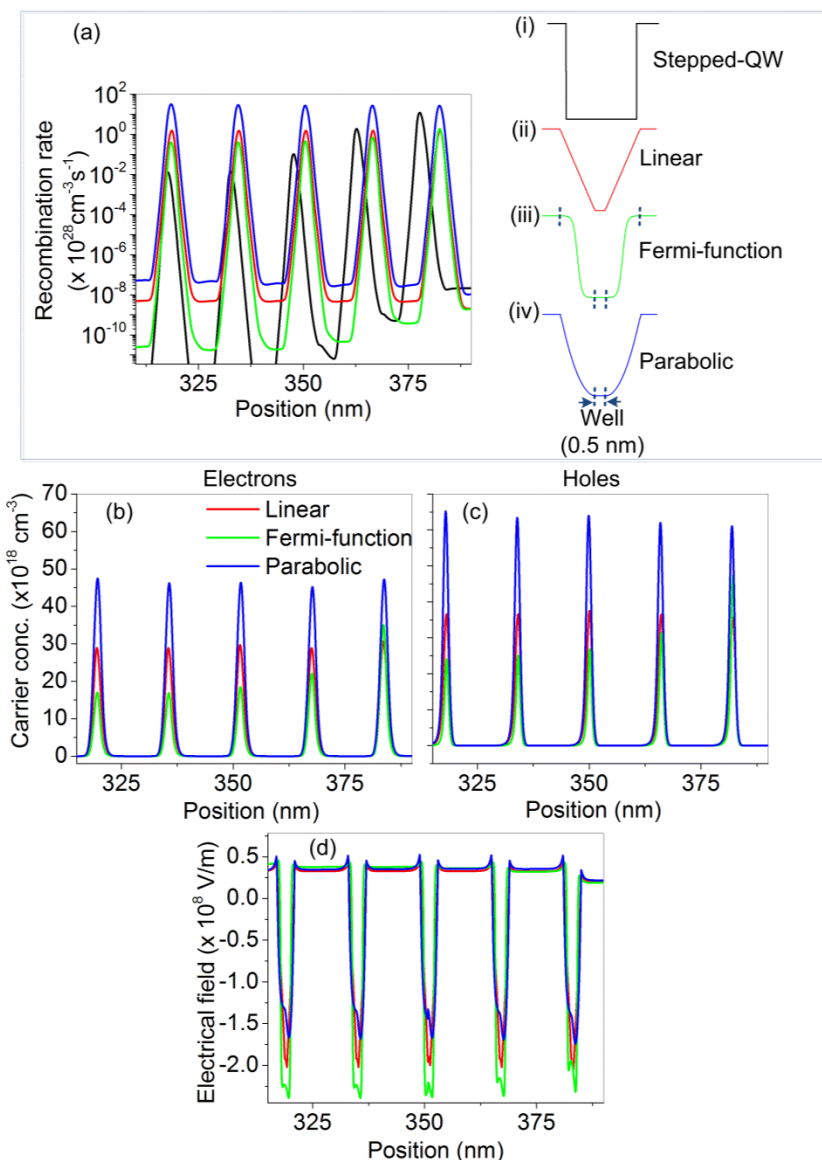 (a)
Recombination rate
(x 10²⁸ cm⁻³s⁻¹)
10²
10⁰
10⁻²
10⁻⁴
10⁻⁶
10⁻⁸
10⁻¹⁰
325 350 375
Position (nm)
(i)
Stepped-QW
(ii)
Linear
(iii)
Fermi-function
(iv)
Parabolic
Well
(0.5 nm)
Electrons
Holes
Carrier conc. (x10¹⁸ cm⁻³)
70
60
50
40
30
20
10
0
(b)
Linear
Fermi-function
Parabolic
325 350 375
Position (nm)
(c)
325 350 375
Position (nm)
(d)
Electrical field (x 10⁸ V/m)
0.5
0.0
-0.5
-1.0
-1.5
-2.0
325 350 375
Position (nm)